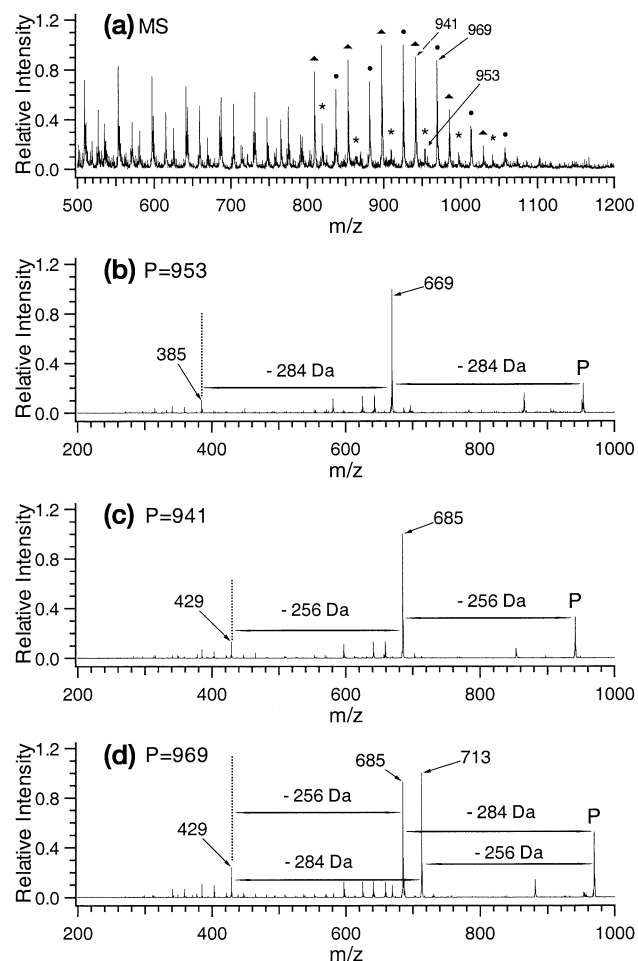 (a) MS
Relative Intensity
1.2
0.8
0.4
0.0
941
969
953
*
*
*
*
*
*
500
600
700
800
900
1000
1100
1200
m/z
(b) P=953
Relative Intensity
1.2
0.8
0.4
0.0
669
385
- 284 Da
- 284 Da
P
200
400
600
800
1000
m/z
(c) P=941
Relative Intensity
1.2
0.8
0.4
0.0
685
429
- 256 Da
- 256 Da
P
200
400
600
800
1000
m/z
(d) P=969
Relative Intensity
1.2
0.8
0.4
0.0
685
713
- 256 Da
429
- 284 Da
- 284 Da
- 256 Da
P
200
400
600
800
1000
m/z